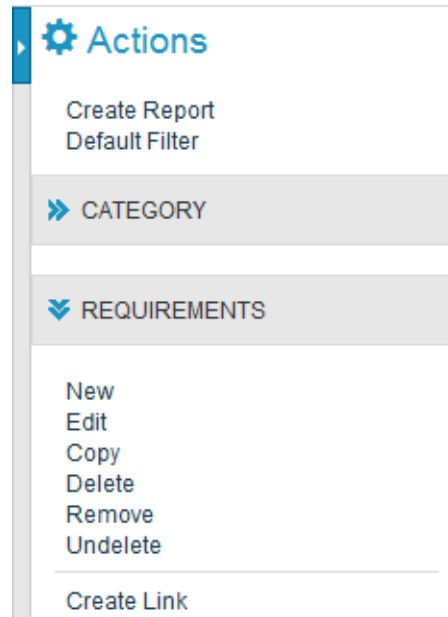 Actions
Create Report
Default Filter
CATEGORY
REQUIREMENTS
New
Edit
Copy
Delete
Remove
Undelete
Create Link